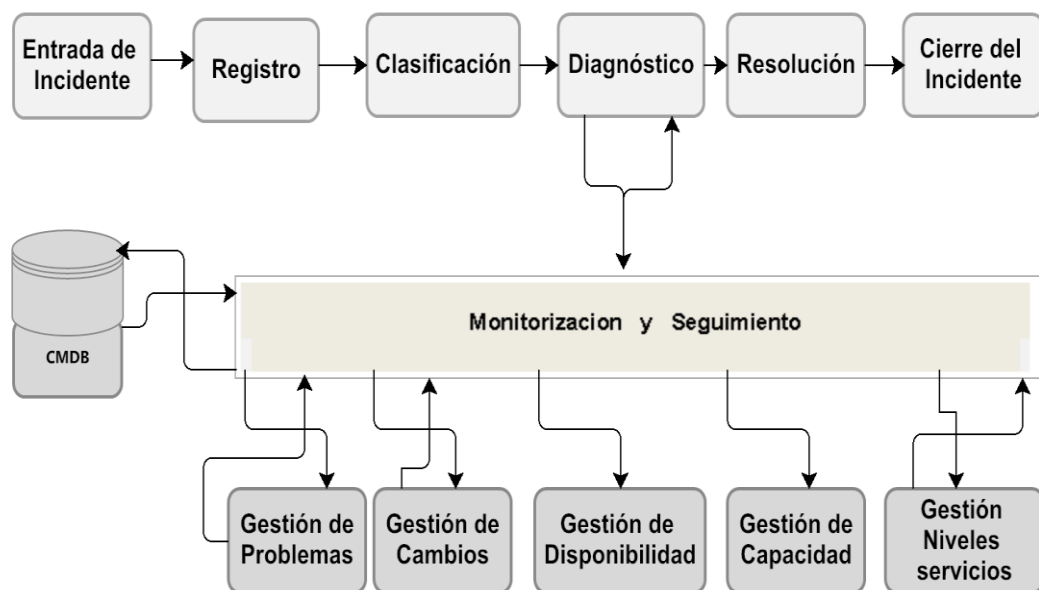 Entrada de
Incidente
Registro
Clasificación
Diagnóstico
Resolución
Cierre del
Incidente
CMDB
Monitorizacion y Seguimiento
Gestión de
Problemas
Gestión de
Cambios
Gestión de
Disponibilidad
Gestión de
Capacidad
Gestión
Niveles
servicios